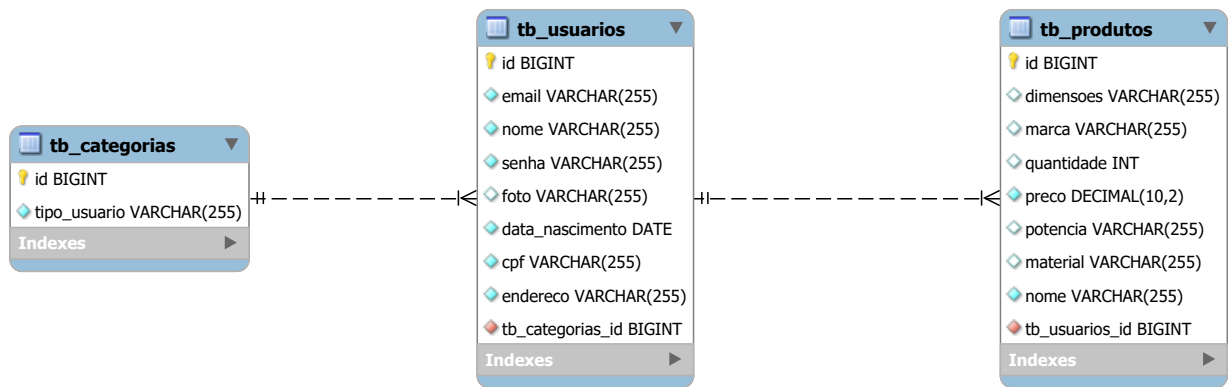 tb_categorias
id BIGINT
tipo_usuario VARCHAR(255)
Indexes
tb_usuarios
id BIGINT
email VARCHAR(255)
nome VARCHAR(255)
senha VARCHAR(255)
foto VARCHAR(255)
data_nascimento DATE
cpf VARCHAR(255)
endereco VARCHAR(255)
tb_categorias_id BIGINT
Indexes
tb_produtos
id BIGINT
dimensoes VARCHAR(255)
marca VARCHAR(255)
quantidade INT
preco DECIMAL(10,2)
potencia VARCHAR(255)
material VARCHAR(255)
nome VARCHAR(255)
tb_usuarios_id BIGINT
Indexes